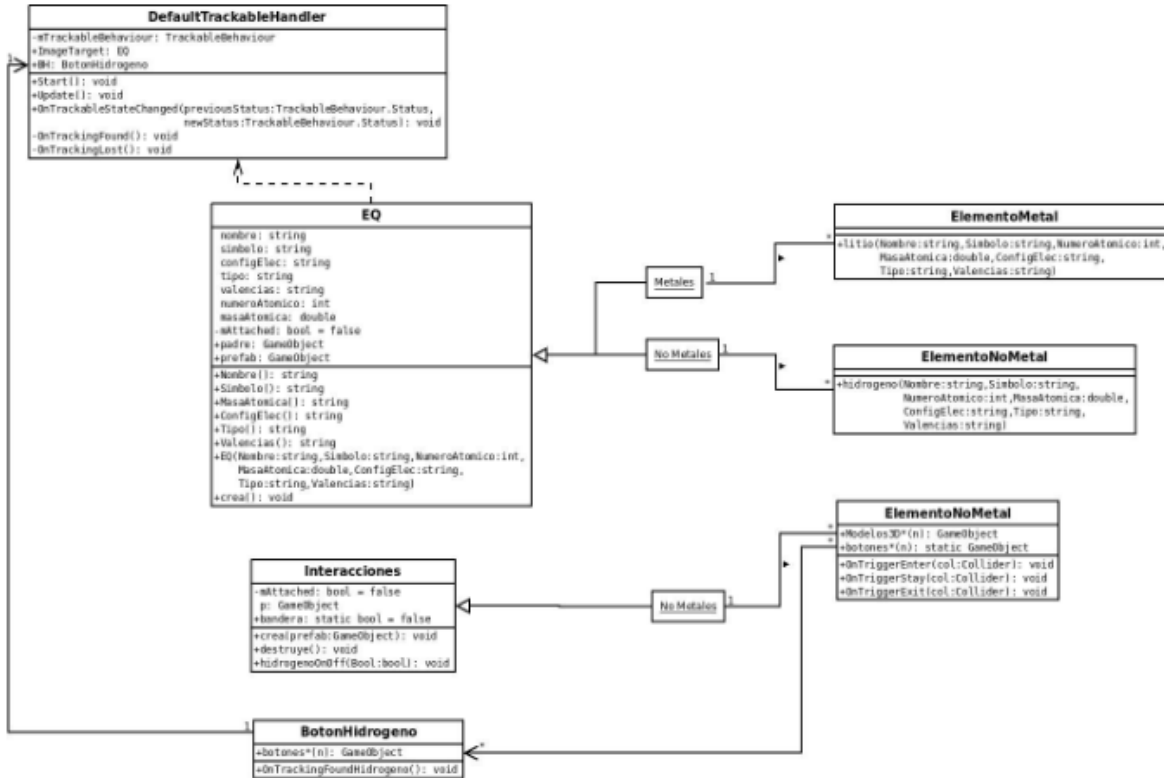 DefaultTrackableHandler
-mTrackableBehaviour: TrackableBehaviour
+ImageTarget: EQ
+BH: BotonHidrogeno
+Start(): void
+Update(): void
+OnTrackableStateChanged(previousStatus:TrackableBehaviour.Status,
newStatus:TrackableBehaviour.Status): void
-OnTrackingFound(): void
-OnTrackingLost(): void
1
EQ
nombre: string
simbolo: string
configElec: string
tipo: string
valencias: string
numeroAtomico: int
masaAtomica: double
-mAttached: bool = false
+padre: GameObject
+prefab: GameObject
+Nombre(): string
+Simbolo(): string
+MasaAtomica(): string
+ConfigElec(): string
+Tipo(): string
+Valencias(): string
+EQ(Nombre:string,Simbolo:string,NumeroAtomico:int,
MasaAtomica:double,ConfigElec:string,
Tipo:string,Valencias:string)
+crea(): void
Metales
1
*
ElementoMetal
+litio(Nombre:string,Simbolo:string,NumeroAtomico:int,
MasaAtomica:double,ConfigElec:string,
Tipo:string,Valencias:string)
No Metales
1
*
ElementoNoMetal
+hidrogeno(Nombre:string,Simbolo:string,
NumeroAtomico:int,MasaAtomica:double,
ConfigElec:string,Tipo:string,
Valencias:string)
Interacciones
-mAttached: bool = false
p: GameObject
+bandera: static bool = false
+crea(prefab:GameObject): void
+destruye(): void
+hidrogenoOnOff(Bool:bool): void
No Metales
1
*
*
ElementoNoMetal
+Modelos3D*(n): GameObject
+botones*(n): static GameObject
+OnTriggerEnter(col:Collider): void
+OnTriggerStay(col:Collider): void
+OnTriggerExit(col:Collider): void
1
BotonHidrogeno
+botones*(n): GameObject
+OnTrackingFoundHidrogeno(): void
*